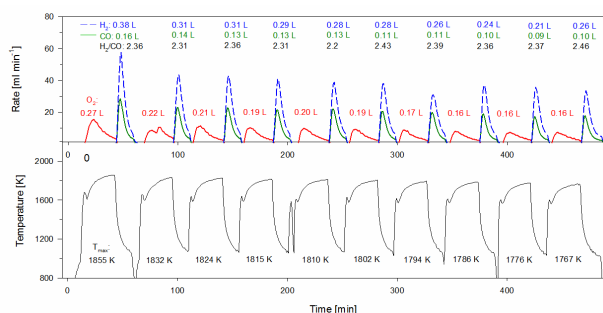 80
H₂: 0.38 L 0.31 L 0.31 L 0.29 L 0.28 L 0.28 L 0.26 L 0.24 L 0.21 L 0.26 L
CO: 0.16 L 0.14 L 0.13 L 0.13 L 0.13 L 0.11 L 0.11 L 0.10 L 0.09 L 0.10 L
H₂/CO: 2.36 2.31 2.36 2.31 2.2 2.43 2.39 2.36 2.37 2.46
60
40
20
Rate [ml min⁻¹]
O₂:
0.27 L 0.22 L 0.21 L 0.19 L 0.20 L 0.19 L 0.17 L 0.16 L 0.16 L 0.16 L
0 100 200 300 400
0
2000
1600
1200
800
Temperature [K]
Tmax:
1855 K 1832 K 1824 K 1815 K 1810 K 1802 K 1794 K 1786 K 1776 K 1767 K
0 100 200 300 400
Time [min]